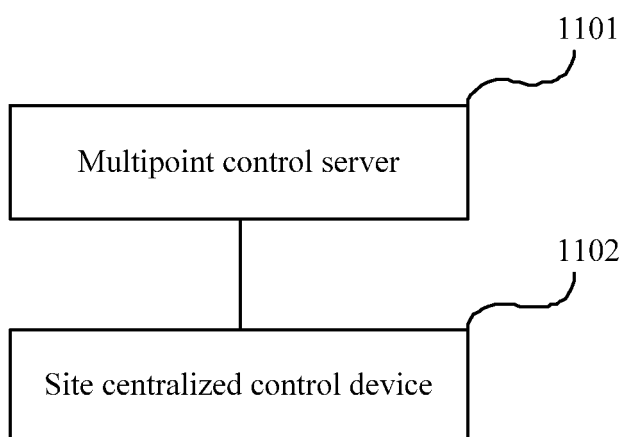 1101
Multipoint control server
1102
Site centralized control device